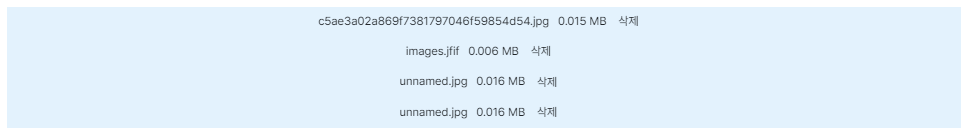 c5ae3a02a869f7381797046f59854d54.jpg 0.015 MB 삭제
images.jfif 0.006 MB 삭제
unnamed.jpg 0.016 MB 삭제
unnamed.jpg 0.016 MB 삭제